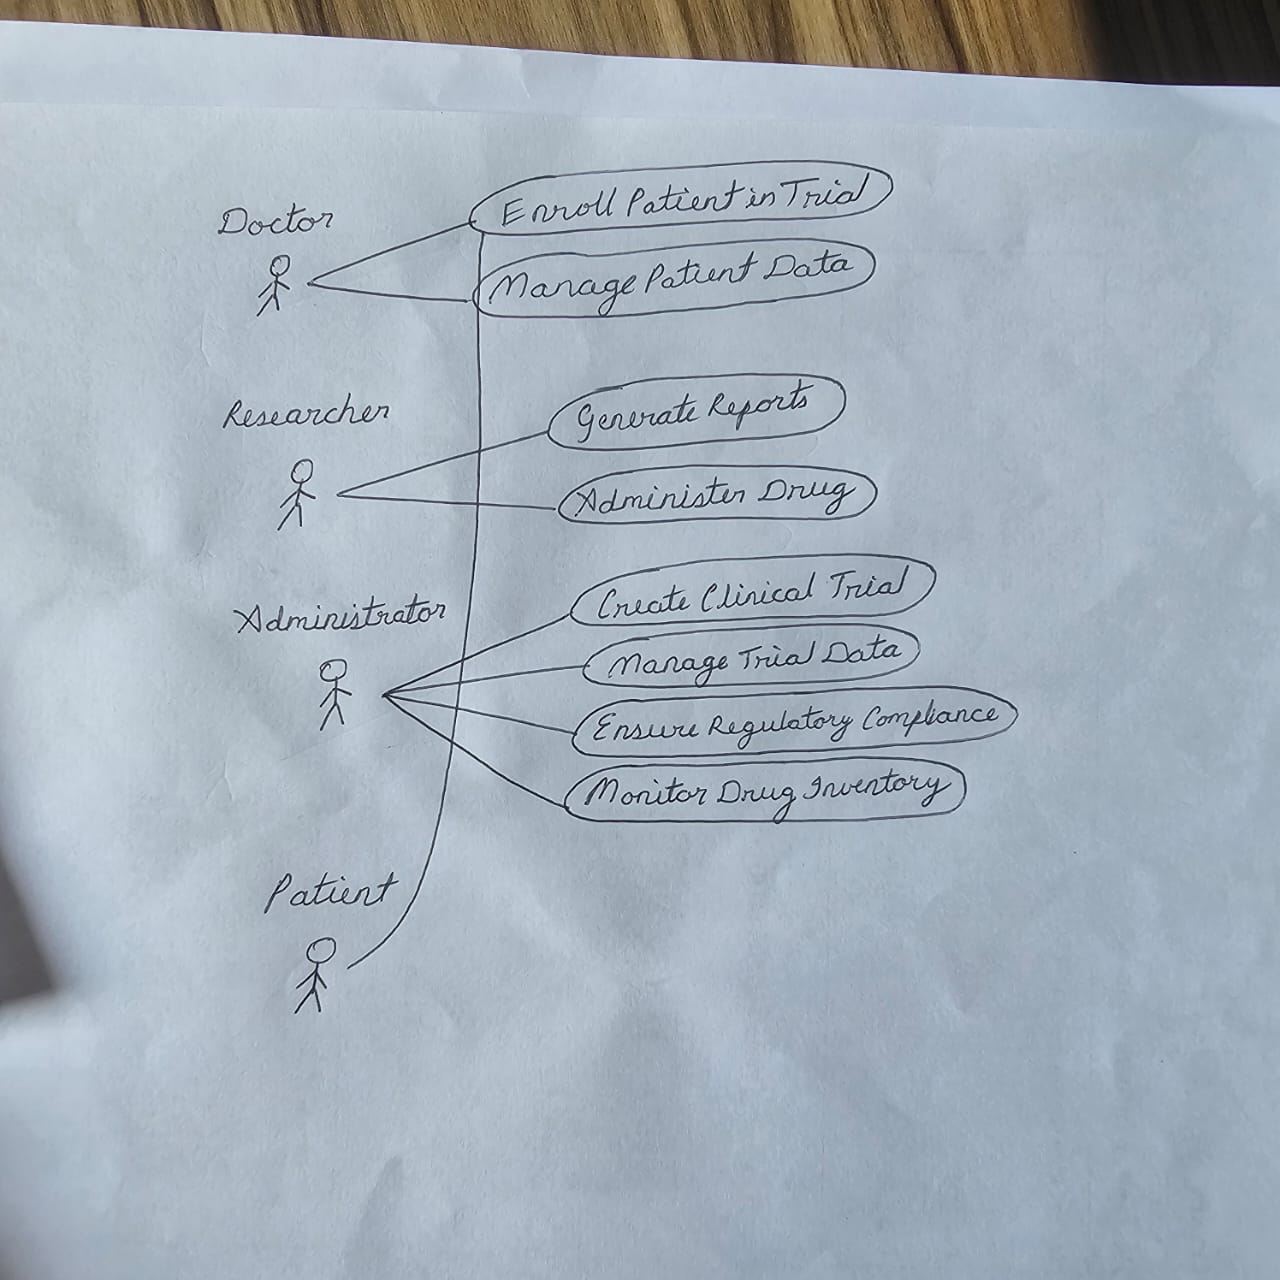 Doctor
Enroll Patient in Trial
Manage Patient Data
Researcher
Generate Reports
Administer Drug
Administrator
Create Clinical Trial
Manage Trial Data
Ensure Regulatory Compliance
Monitor Drug Inventory
Patient